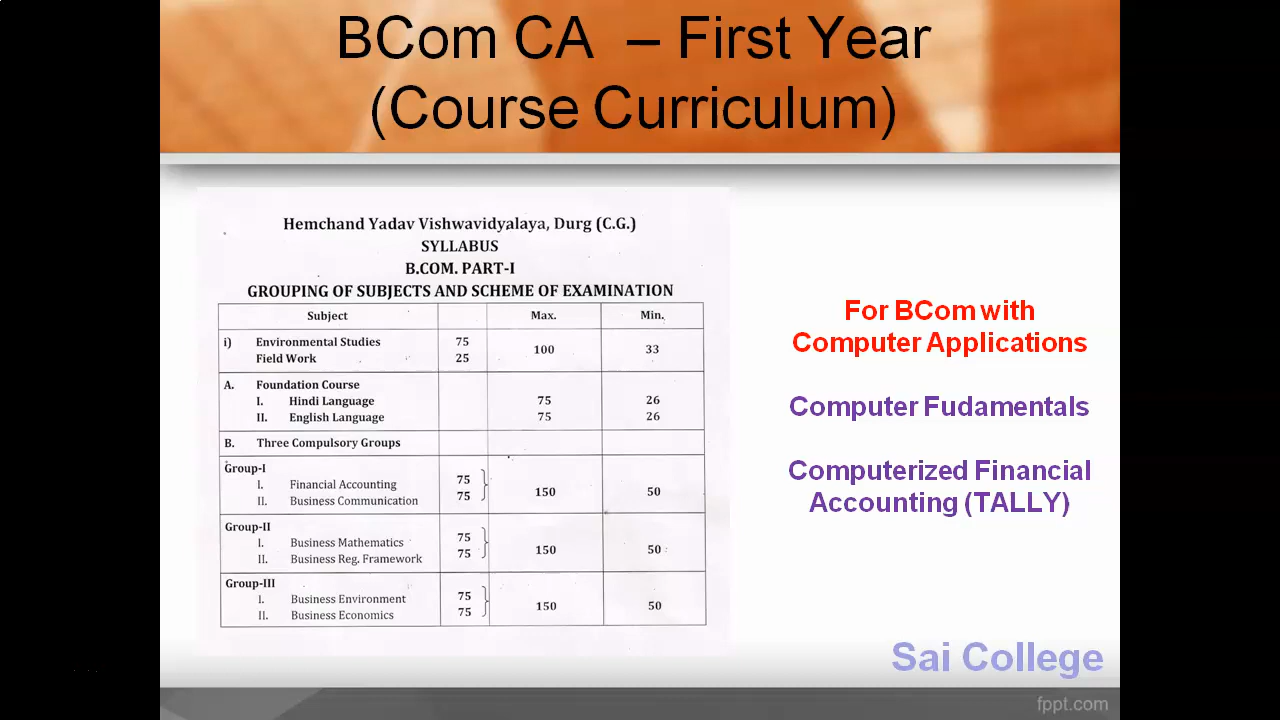 BCom CA – First Year
(Course Curriculum)
Hemchand Yadav Vishwavidyalaya, Durg (C.G.)
SYLLABUS
B.COM. PART-I
GROUPING OF SUBJECTS AND SCHEME OF EXAMINATION
Subject Max. Min.
i) Environmental Studies 75
Field Work 25
100 33
A. Foundation Course
I. Hindi Language 75 26
II. English Language 75 26
B. Three Compulsory Groups
Group-I
I. Financial Accounting 75
II. Business Communication 75
150 50
Group-II
I. Business Mathematics 75
II. Business Reg. Framework 75
150 50
Group-III
I. Business Environment 75
II. Business Economics 75
150 50
For BCom with
Computer Applications
Computer Fudamentals
Computerized Financial
Accounting (TALLY)
Sai College
fppt.com